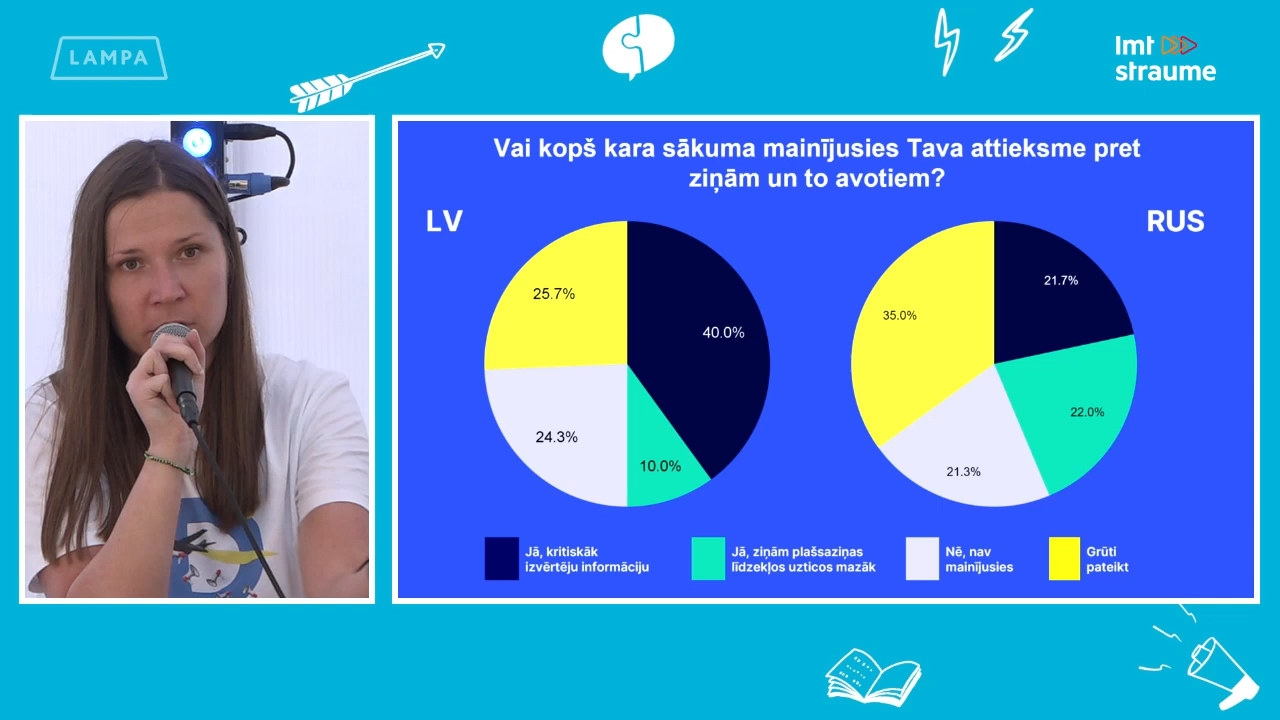 LAMPA
lmt
straume
Vai kopš kara sākuma mainījusies Tava attieksme pret
ziņām un to avotiem?
LV
RUS
25.7%
40.0%
24.3%
10.0%
35.0%
21.7%
22.0%
21.3%
Jā, kritiskāk
izvērtēju informāciju
Jā, ziņām plašsaziņas
līdzekļos uzticos mazāk
Nē, nav
mainījusies
Grūti
pateikt